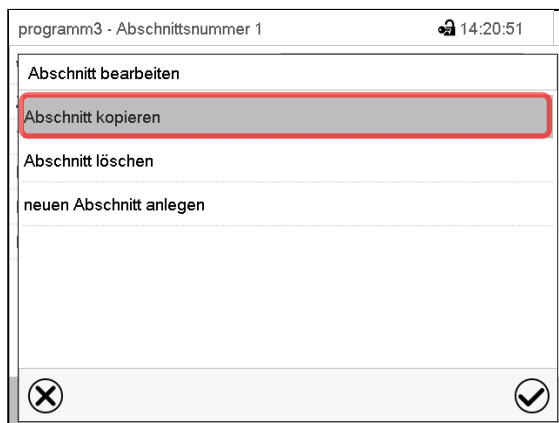 programm3 - Abschnittsnummer 1 14:20:51
Abschnitt bearbeiten
Abschnitt kopieren
Abschnitt löschen
neuen Abschnitt anlegen